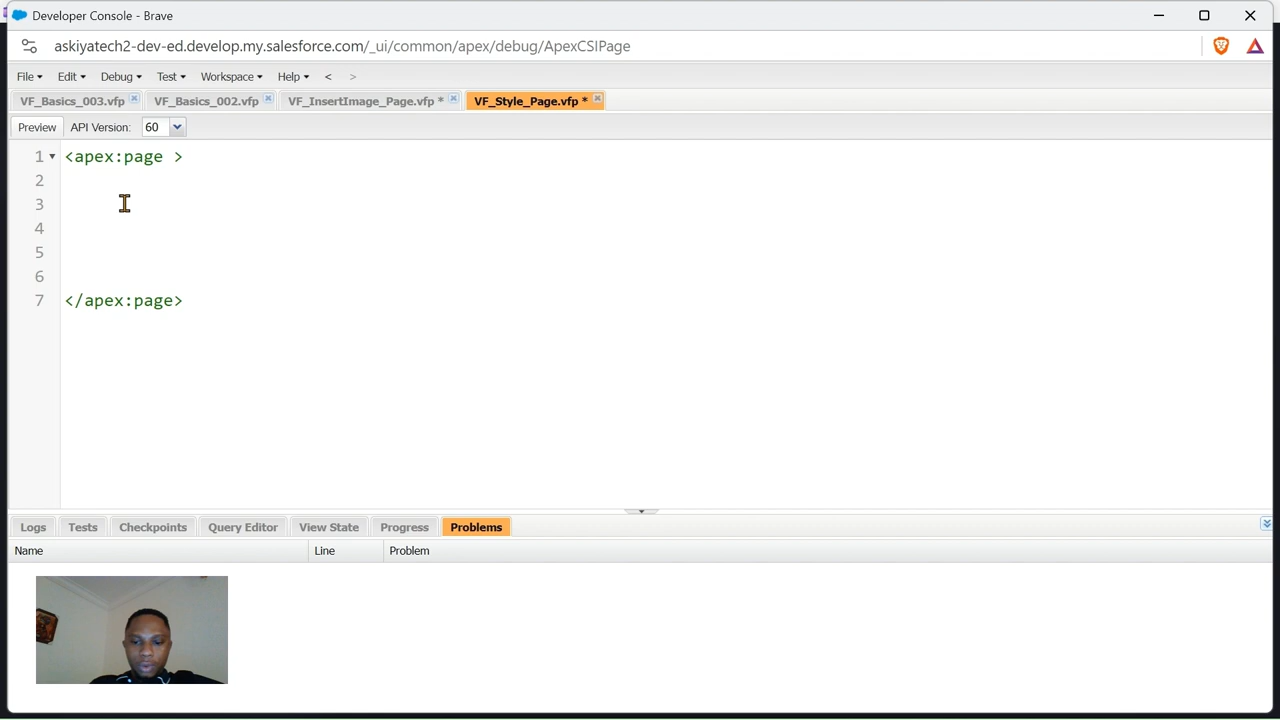 Developer Console - Brave
askiyatech2-dev-ed.develop.my.salesforce.com/_ui/common/apex/debug/ApexCSIPage
File Edit Debug Test Workspace Help < >
VF_Basics_003.vfp VF_Basics_002.vfp VF_InsertImage_Page.vfp * VF_Style_Page.vfp *
Preview API Version: 60
1 <apex:page >
2
3
4
5
6
7 </apex:page>
Logs Tests Checkpoints Query Editor View State Progress Problems
Name Line Problem